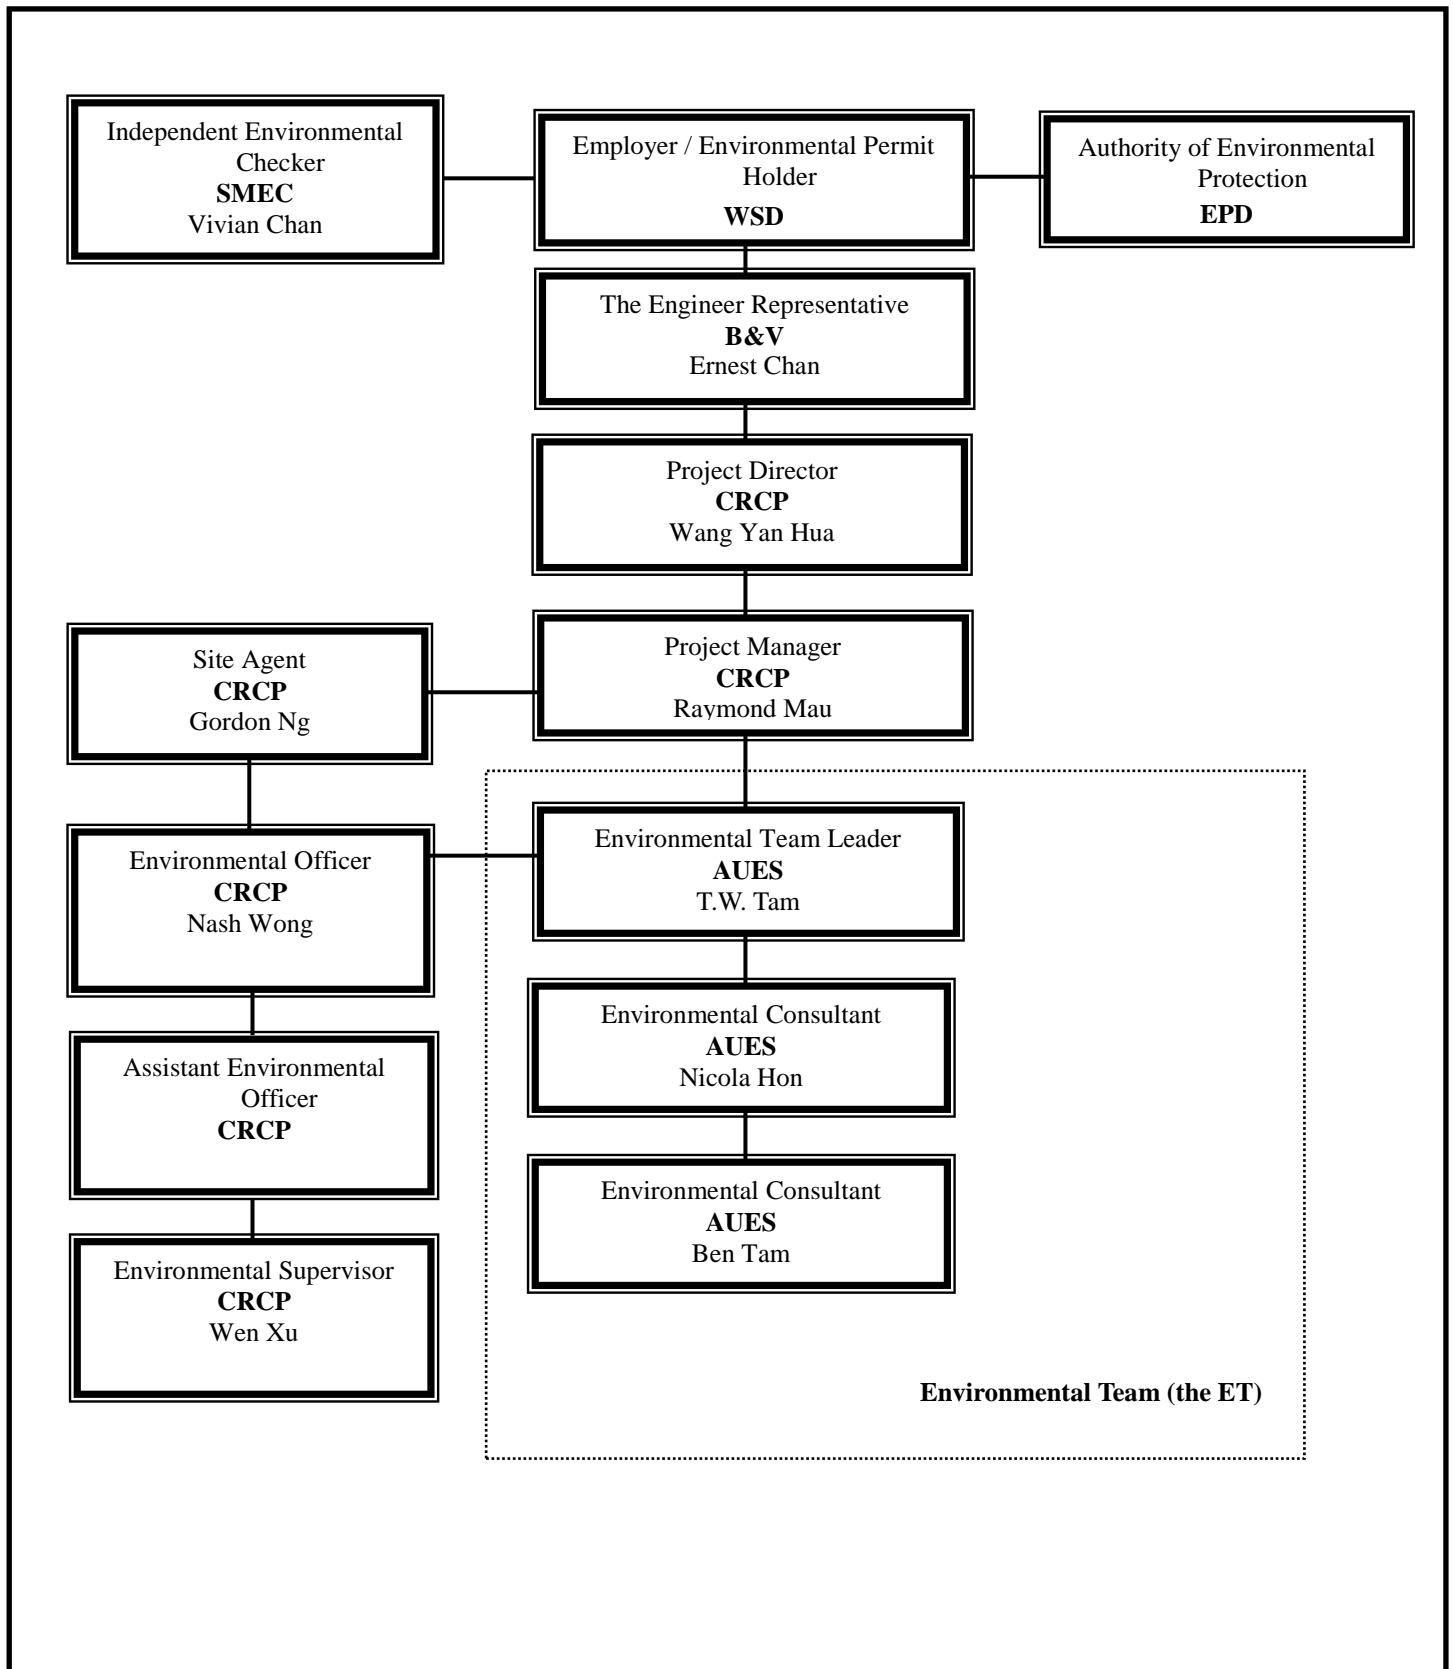 Independent Environmental
Checker
SMEC
Vivian Chan
Employer / Environmental Permit
Holder
WSD
Authority of Environmental
Protection
EPD
The Engineer Representative
B&V
Ernest Chan
Project Director
CRCP
Wang Yan Hua
Project Manager
CRCP
Raymond Mau
Site Agent
CRCP
Gordon Ng
Environmental Officer
CRCP
Nash Wong
Environmental Team Leader
AUES
T.W. Tam
Assistant Environmental
Officer
CRCP
Environmental Consultant
AUES
Nicola Hon
Environmental Supervisor
CRCP
Wen Xu
Environmental Consultant
AUES
Ben Tam
Environmental Team (the ET)